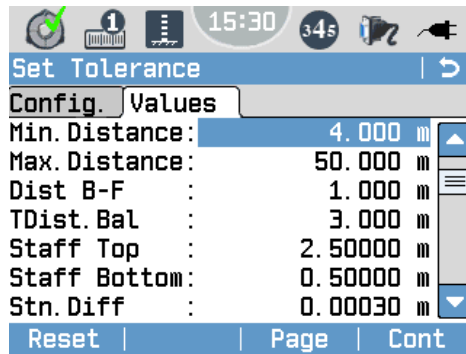 1 15:30 345
Set Tolerance
Config. Values
Min.Distance: 4.000 m
Max.Distance: 50.000 m
Dist B-F : 1.000 m
TDist.Bal : 3.000 m
Staff Top : 2.50000 m
Staff Bottom: 0.50000 m
Stn.Diff : 0.00030 m
Reset Page Cont